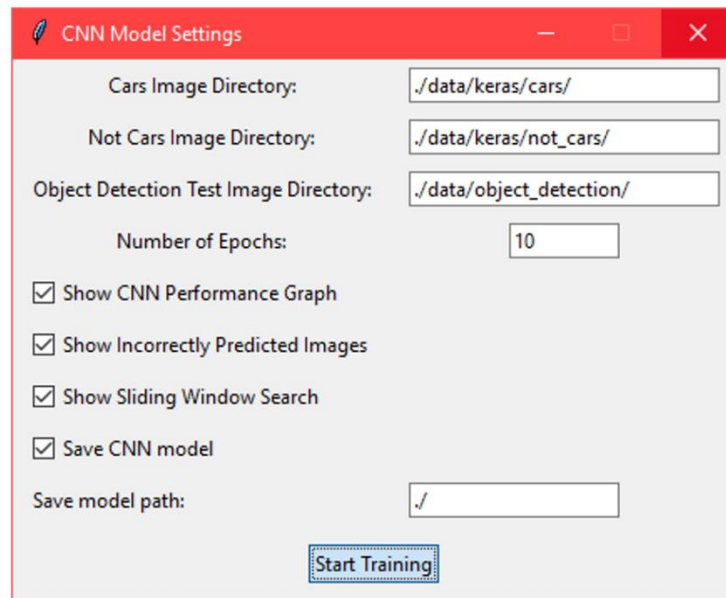 CNN Model Settings
Cars Image Directory: ./data/keras/cars/
Not Cars Image Directory: ./data/keras/not_cars/
Object Detection Test Image Directory: ./data/object_detection/
Number of Epochs: 10
Show CNN Performance Graph
Show Incorrectly Predicted Images
Show Sliding Window Search
Save CNN model
Save model path: ./
Start Training